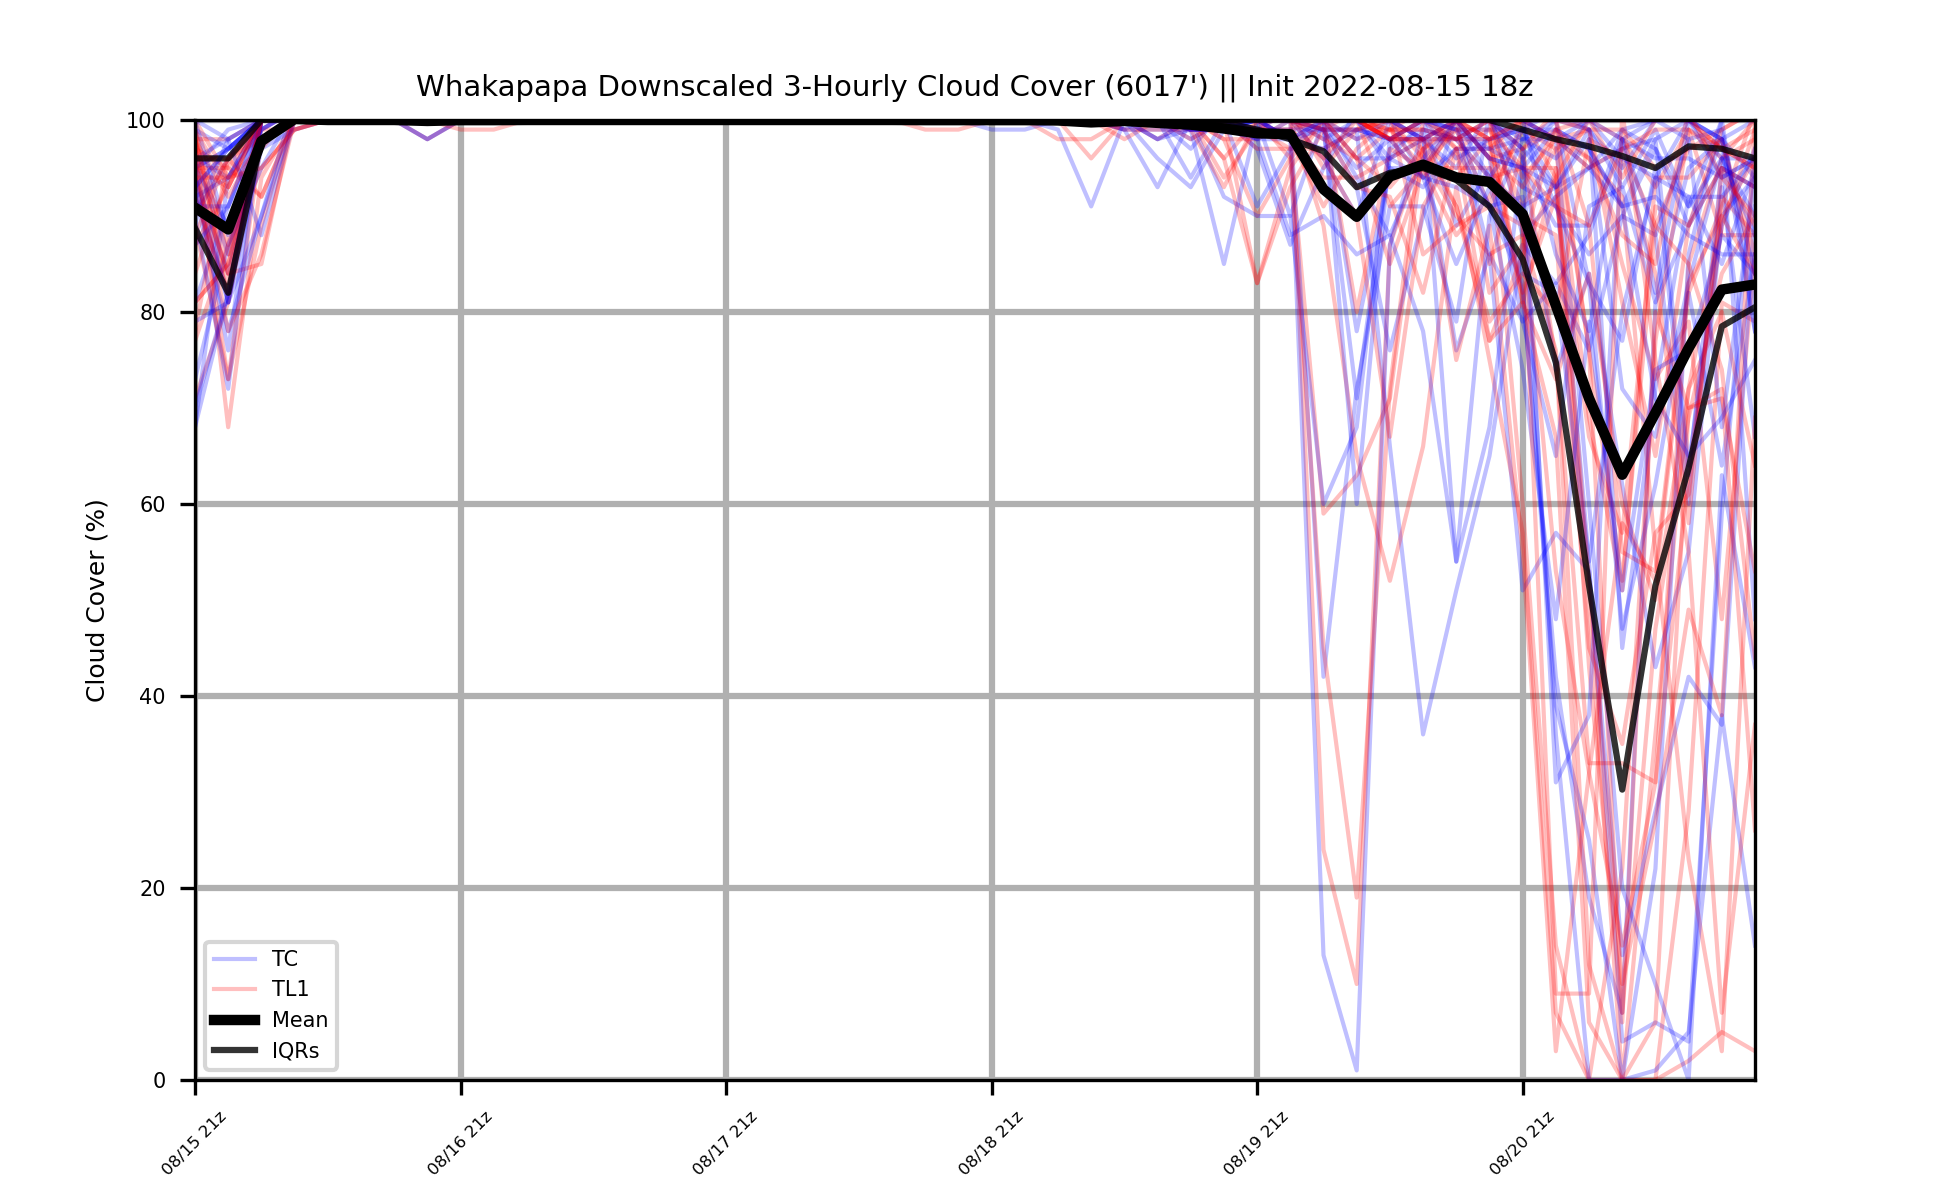 Whakapapa Downscaled 3-Hourly Cloud Cover (6017') || Init 2022-08-15 18z
Cloud Cover (%)
100
80
60
40
20
0
TC
TL1
Mean
IQRs
08/15 21z
08/16 21z
08/17 21z
08/18 21z
08/19 21z
08/20 21z